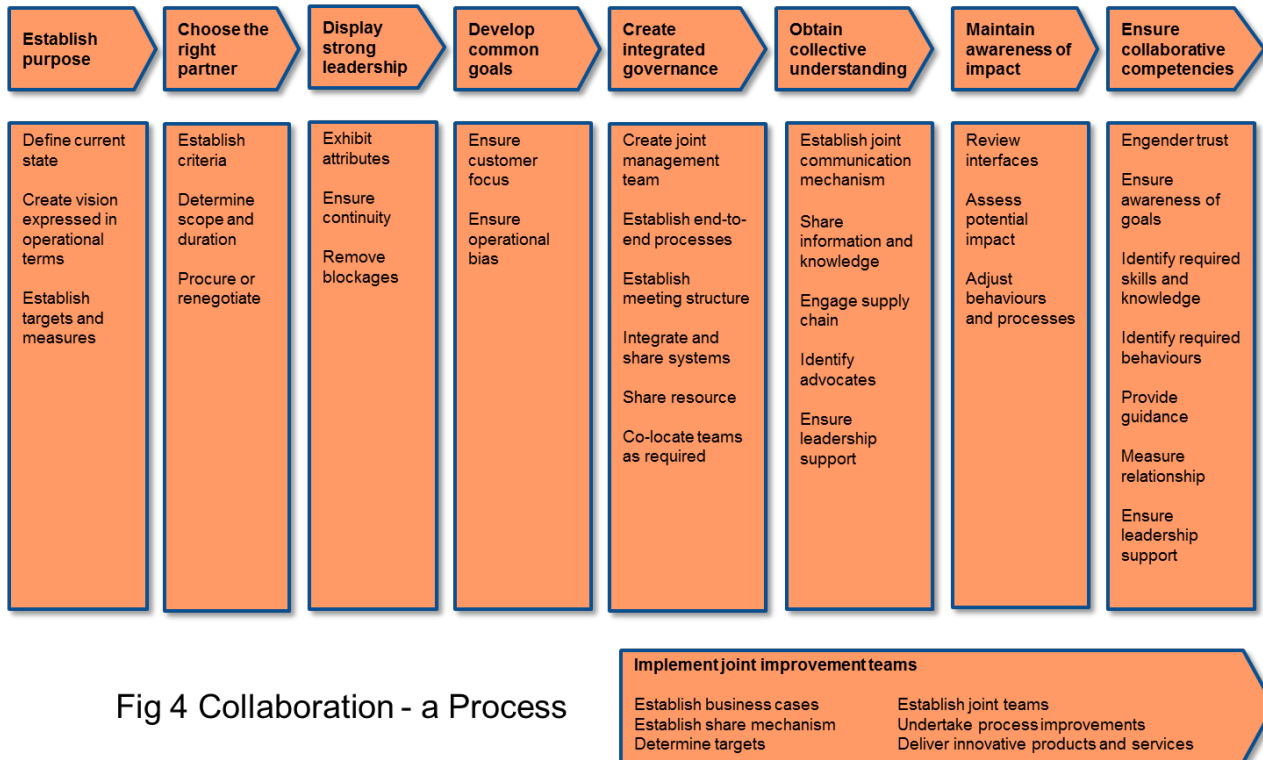 Establish
purpose
Choose the
right
partner
Display
strong
leadership
Develop
common
goals
Create
integrated
governance
Obtain
collective
understanding
Maintain
awareness of
impact
Ensure
collaborative
competencies
Define current
state
Create vision
expressed in
operational
terms
Establish
targets and
measures
Establish
criteria
Determine
scope and
duration
Procure or
renegotiate
Exhibit
attributes
Ensure
continuity
Remove
blockages
Ensure
customer
focus
Ensure
operational
bias
Create joint
management
team
Establish end-to-
end processes
Establish
meeting structure
Integrate and
share systems
Share resource
Co-locate teams
as required
Establish joint
communication
mechanism
Share
information and
knowledge
Engage supply
chain
Identify
advocates
Ensure
leadership
support
Review
interfaces
Assess
potential
impact
Adjust
behaviours
and processes
Engender trust
Ensure
awareness of
goals
Identify required
skills and
knowledge
Identify required
behaviours
Provide
guidance
Measure
relationship
Ensure
leadership
support
Fig 4 Collaboration - a Process
Implement joint improvement teams
Establish business cases
Establish share mechanism
Determine targets
Establish joint teams
Undertake process improvements
Deliver innovative products and services